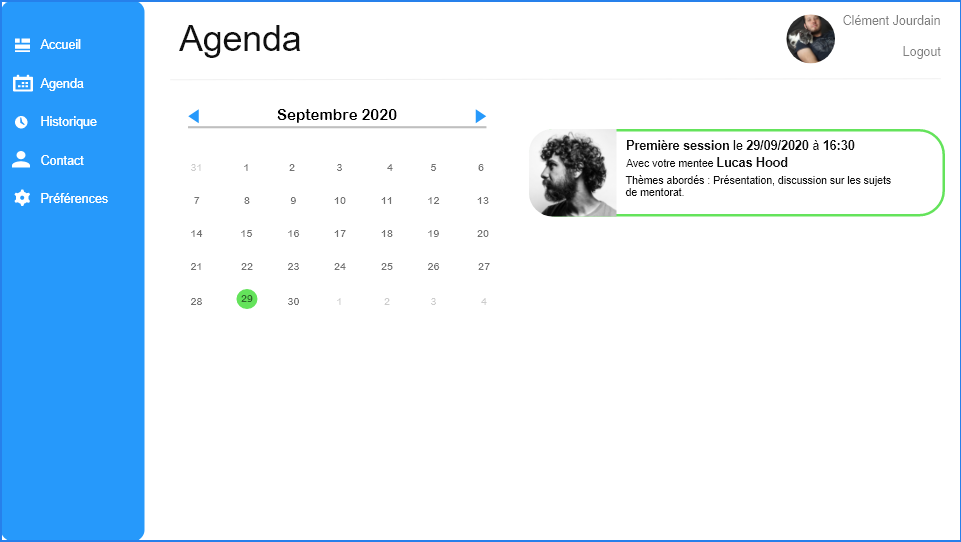 Accueil
Agenda
Historique
Contact
Préférences
Agenda
Clément Jourdain
Logout
Septembre 2020
31 1 2 3 4 5 6
7 8 9 10 11 12 13
14 15 16 17 18 19 20
21 22 23 24 25 26 27
28 29 30 1 2 3 4
Première session le 29/09/2020 à 16:30
Avec votre mentee Lucas Hood
Thèmes abordés : Présentation, discussion sur les sujets
de mentorat.